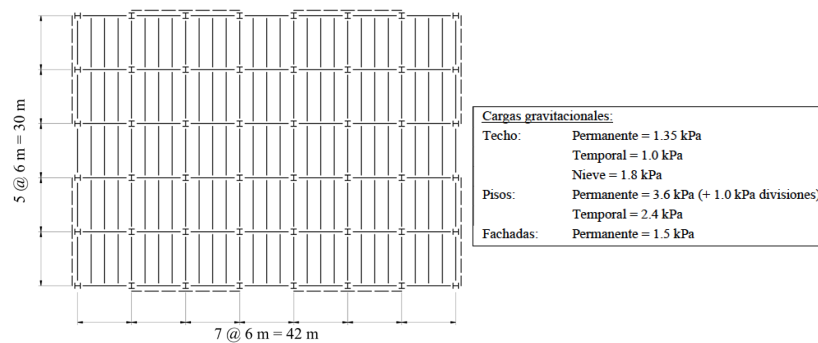 5 @ 6 m = 30 m
7 @ 6 m = 42 m
Cargas gravitacionales:
Techo: Permanente = 1.35 kPa
Temporal = 1.0 kPa
Nieve = 1.8 kPa
Pisos: Permanente = 3.6 kPa (+ 1.0 kPa divisiones)
Temporal = 2.4 kPa
Fachadas: Permanente = 1.5 kPa